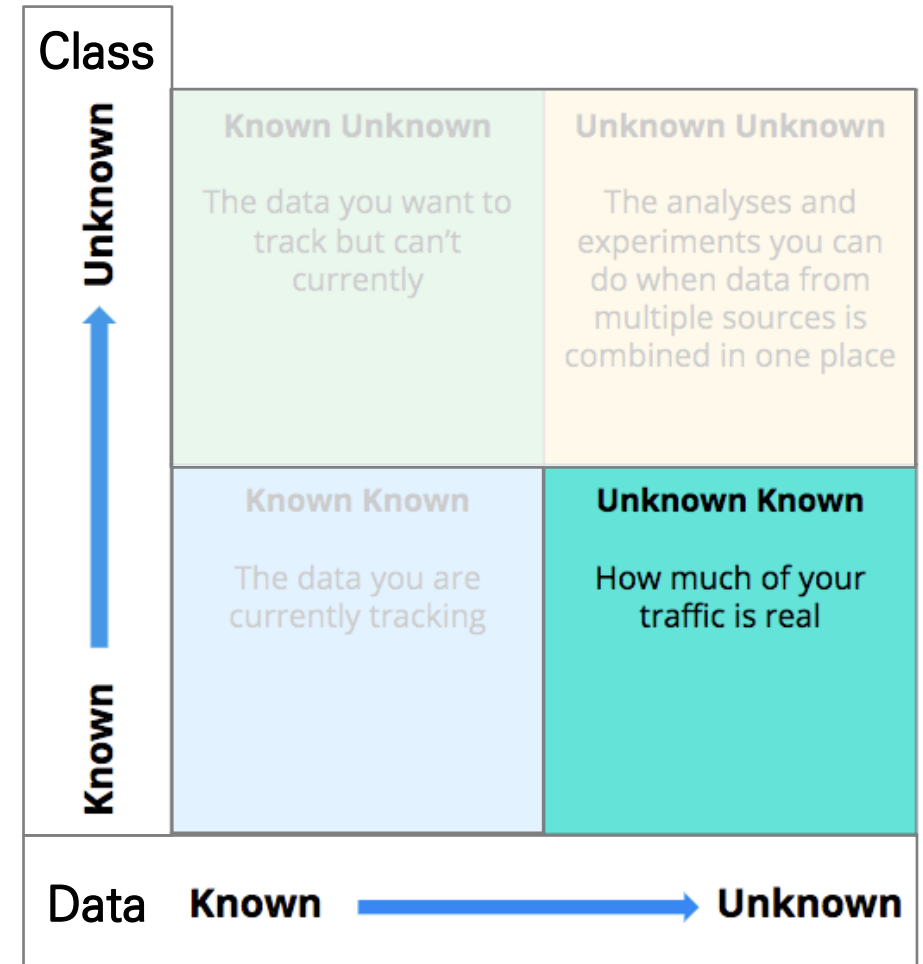 Class
Unknown
Known
Known Unknown
The data you want to
track but can't
currently
Unknown Unknown
The analyses and
experiments you can
do when data from
multiple sources is
combined in one place
Known Known
The data you are
currently tracking
Unknown Known
How much of your
traffic is real
Data
Known
Unknown